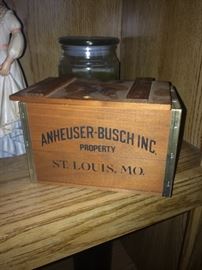 ANHEUSER-BUSCH INC.
PROPERTY
ST. LOUIS, MO.